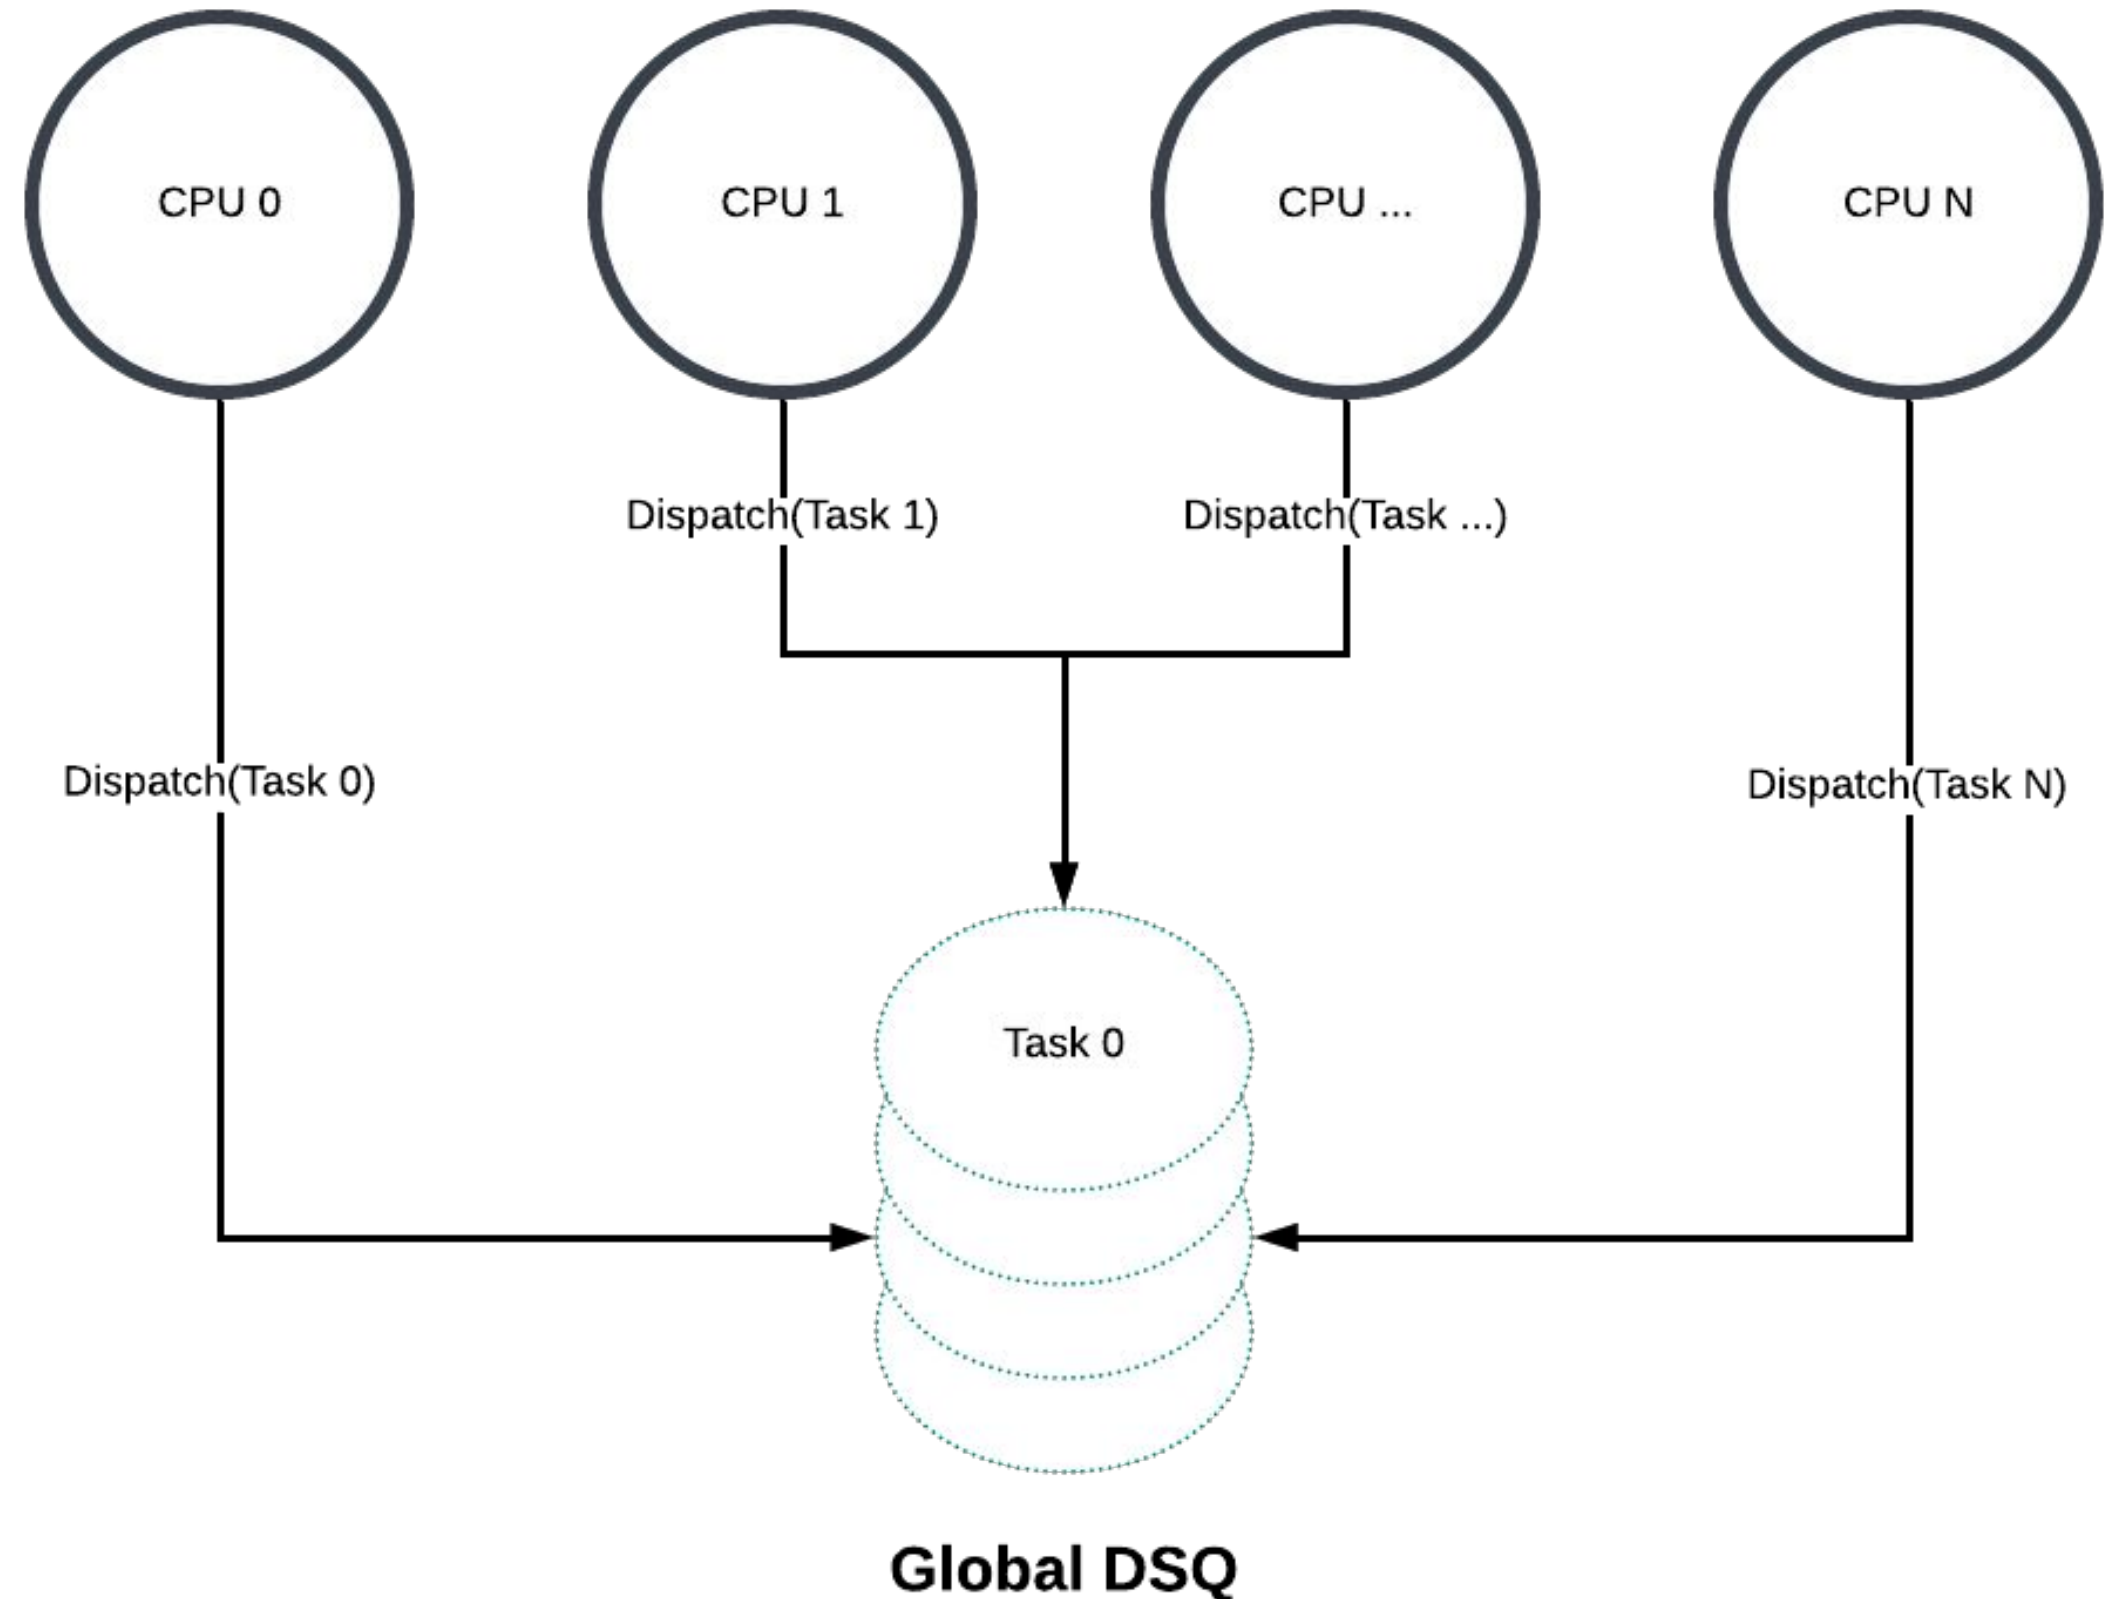 CPU 0
CPU 1
CPU ...
CPU N
Dispatch(Task 1)
Dispatch(Task ...)
Dispatch(Task 0)
Dispatch(Task N)
Task 0
Global DSQ